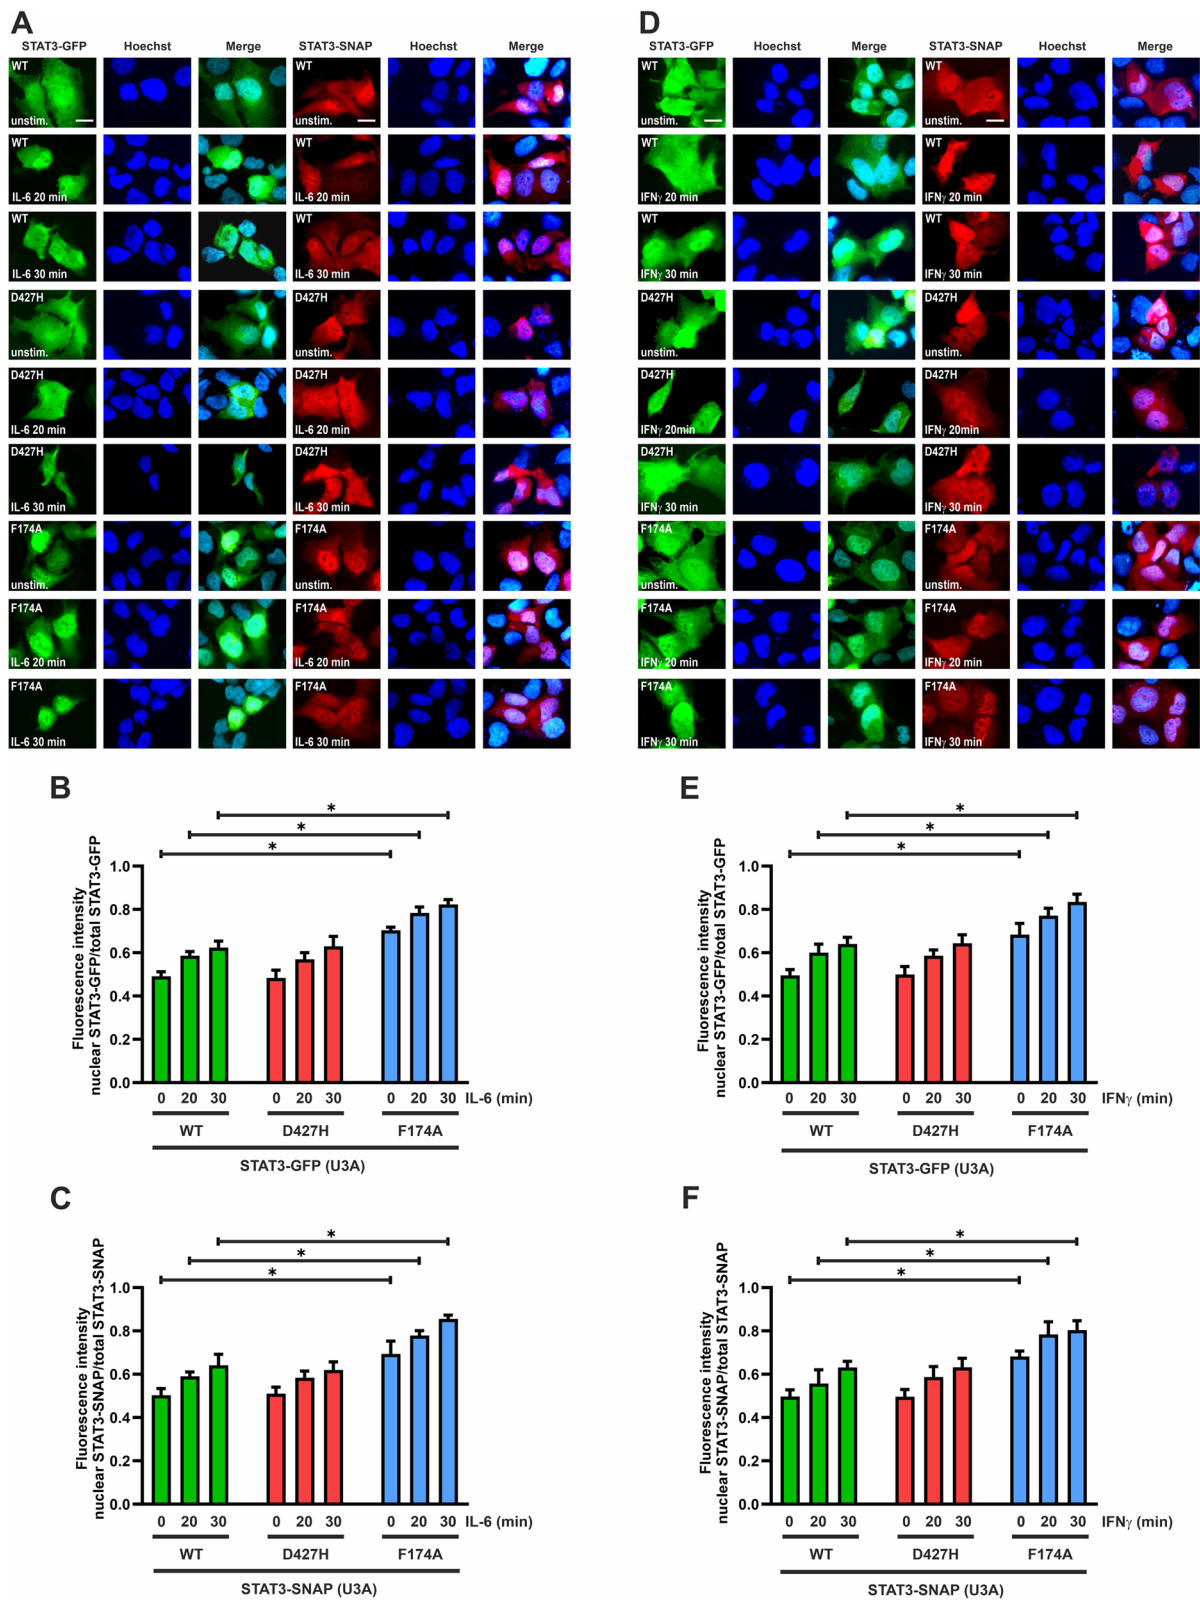 A
STAT3-GFP Hoechst Merge STAT3-SNAP Hoechst Merge
WT WT
unstim. unstim.
WT WT
IL-6 20 min IL-6 20 min
WT WT
IL-6 30 min IL-6 30 min
D427H D427H
unstim. unstim.
D427H D427H
IL-6 20 min IL-6 20 min
D427H D427H
IL-6 30 min IL-6 30 min
F174A F174A
unstim. unstim.
F174A F174A
IL-6 20 min IL-6 20 min
F174A F174A
IL-6 30 min IL-6 30 min
D
STAT3-GFP Hoechst Merge STAT3-SNAP Hoechst Merge
WT WT
unstim. unstim.
WT WT
IFNγ 20 min IFNγ 20 min
WT WT
IFNγ 30 min IFNγ 30 min
D427H D427H
unstim. unstim.
D427H D427H
IFNγ 20min IFNγ 20min
D427H D427H
IFNγ 30 min IFNγ 30 min
F174A F174A
unstim. unstim.
F174A F174A
IFNγ 20 min IFNγ 20 min
F174A F174A
IFNγ 30 min IFNγ 30 min
B
*
*
*
Fluorescence intensity
nuclear STAT3-GFP/total STAT3-GFP
1.0
0.8
0.6
0.4
0.2
0.0
0 20 30 0 20 30 0 20 30 IL-6 (min)
WT D427H F174A
STAT3-GFP (U3A)
E
*
*
*
Fluorescence intensity
nuclear STAT3-GFP/total STAT3-GFP
1.0
0.8
0.6
0.4
0.2
0.0
0 20 30 0 20 30 0 20 30 IFNγ (min)
WT D427H F174A
STAT3-GFP (U3A)
C
*
*
*
Fluorescence intensity
nuclear STAT3-SNAP/total STAT3-SNAP
1.0
0.8
0.6
0.4
0.2
0.0
0 20 30 0 20 30 0 20 30 IL-6 (min)
WT D427H F174A
STAT3-SNAP (U3A)
F
*
*
*
Fluorescence intensity
nuclear STAT3-SNAP/total STAT3-SNAP
1.0
0.8
0.6
0.4
0.2
0.0
0 20 30 0 20 30 0 20 30 IFNγ (min)
WT D427H F174A
STAT3-SNAP (U3A)